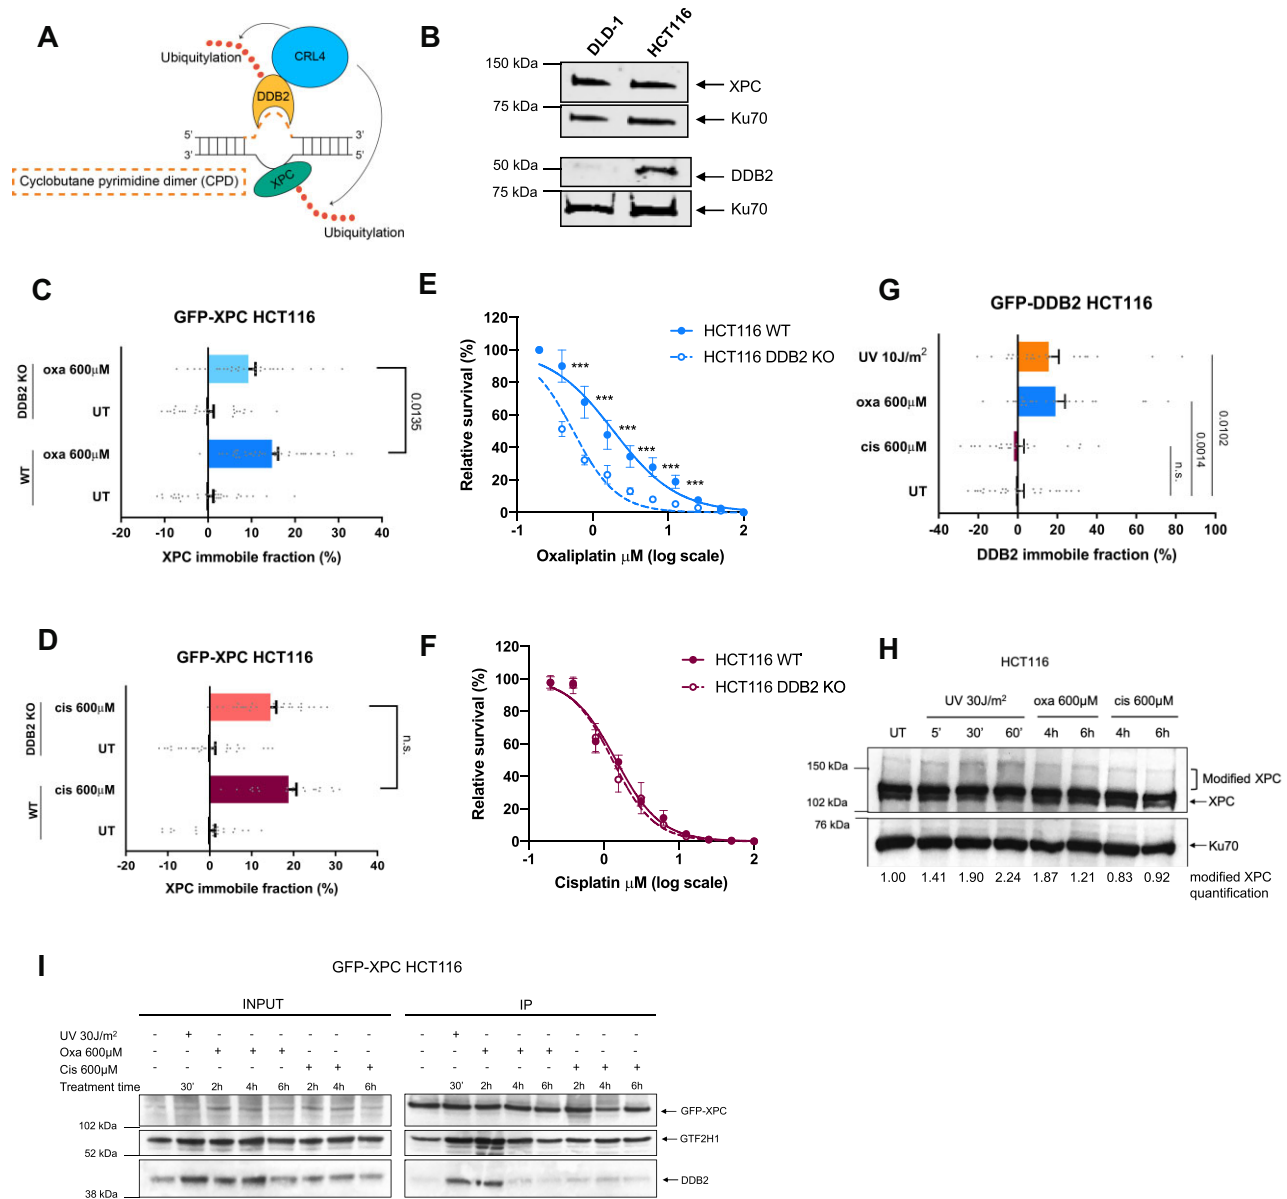 A
Ubiquitylation
CRL4
DDB2
5'
3'
3'
5'
XPC
Cyclobutane pyrimidine dimer (CPD)
Ubiquitylation
B
DLD-1
HCT116
150 kDa
XPC
75 kDa
Ku70
50 kDa
DDB2
75 kDa
Ku70
C
GFP-XPC HCT116
DDB2 KO
oxa 600µM
UT
WT
oxa 600µM
UT
0.0135
-20 -10 0 10 20 30 40
XPC immobile fraction (%)
D
GFP-XPC HCT116
DDB2 KO
cis 600µM
UT
WT
cis 600µM
UT
n.s.
-20 -10 0 10 20 30 40
XPC immobile fraction (%)
E
Relative survival (%)
120
100
80
60
40
20
0
HCT116 WT
HCT116 DDB2 KO
***
***
***
***
***
***
-1 0 1 2
Oxaliplatin µM (log scale)
F
Relative survival (%)
120
100
80
60
40
20
0
HCT116 WT
HCT116 DDB2 KO
-1 0 1 2
Cisplatin µM (log scale)
G
GFP-DDB2 HCT116
UV 10J/m²
oxa 600µM
cis 600µM
UT
n.s.
0.0014
0.0102
-40 -20 0 20 40 60 80 100
DDB2 immobile fraction (%)
H
HCT116
UV 30J/m² oxa 600µM cis 600µM
UT 5' 30' 60' 4h 6h 4h 6h
150 kDa
Modified XPC
XPC
102 kDa
76 kDa
Ku70
1.00 1.41 1.90 2.24 1.87 1.21 0.83 0.92
modified XPC
quantification
I
GFP-XPC HCT116
INPUT IP
UV 30J/m² - + - - - - - - - + - - - - - -
Oxa 600µM - - + + + - - - - - + + + - - -
Cis 600µM - - - - - + + + - - - - - + + +
Treatment time 30' 2h 4h 6h 2h 4h 6h 30' 2h 4h 6h 2h 4h 6h
GFP-XPC
102 kDa
GTF2H1
52 kDa
DDB2
38 kDa